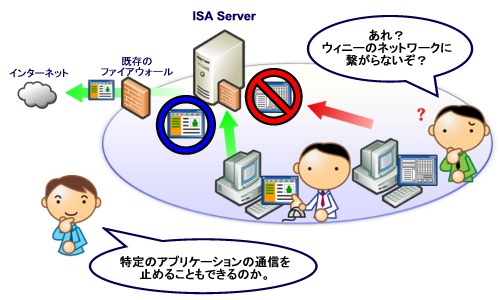 ISA Server
あれ？
ウィニーのネットワークに
繋がらないぞ？
インターネット
既存の
ファイアウォール
？
特定のアプリケーションの通信を
止めることもできるのか。